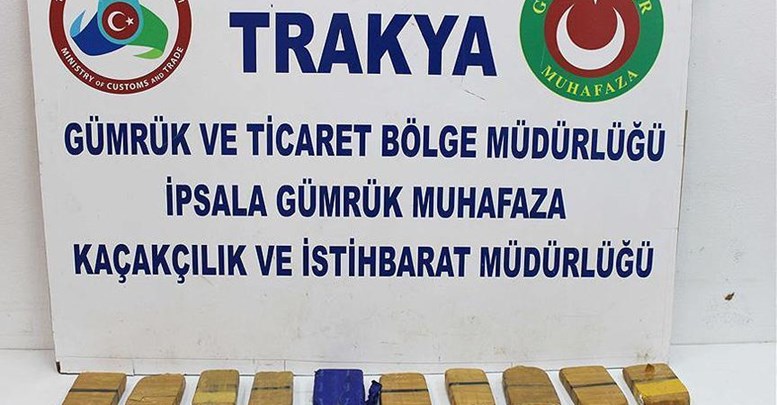 MINISTRY OF CUSTOMS AND TRADE
TRAKYA
MUHAFAZA
GÜMRÜK VE TİCARET BÖLGE MÜDÜRLÜĞÜ
İPSALA GÜMRÜK MUHAFAZA
KAÇAKÇILIK VE İSTİHBARAT MÜDÜRLÜĞÜ